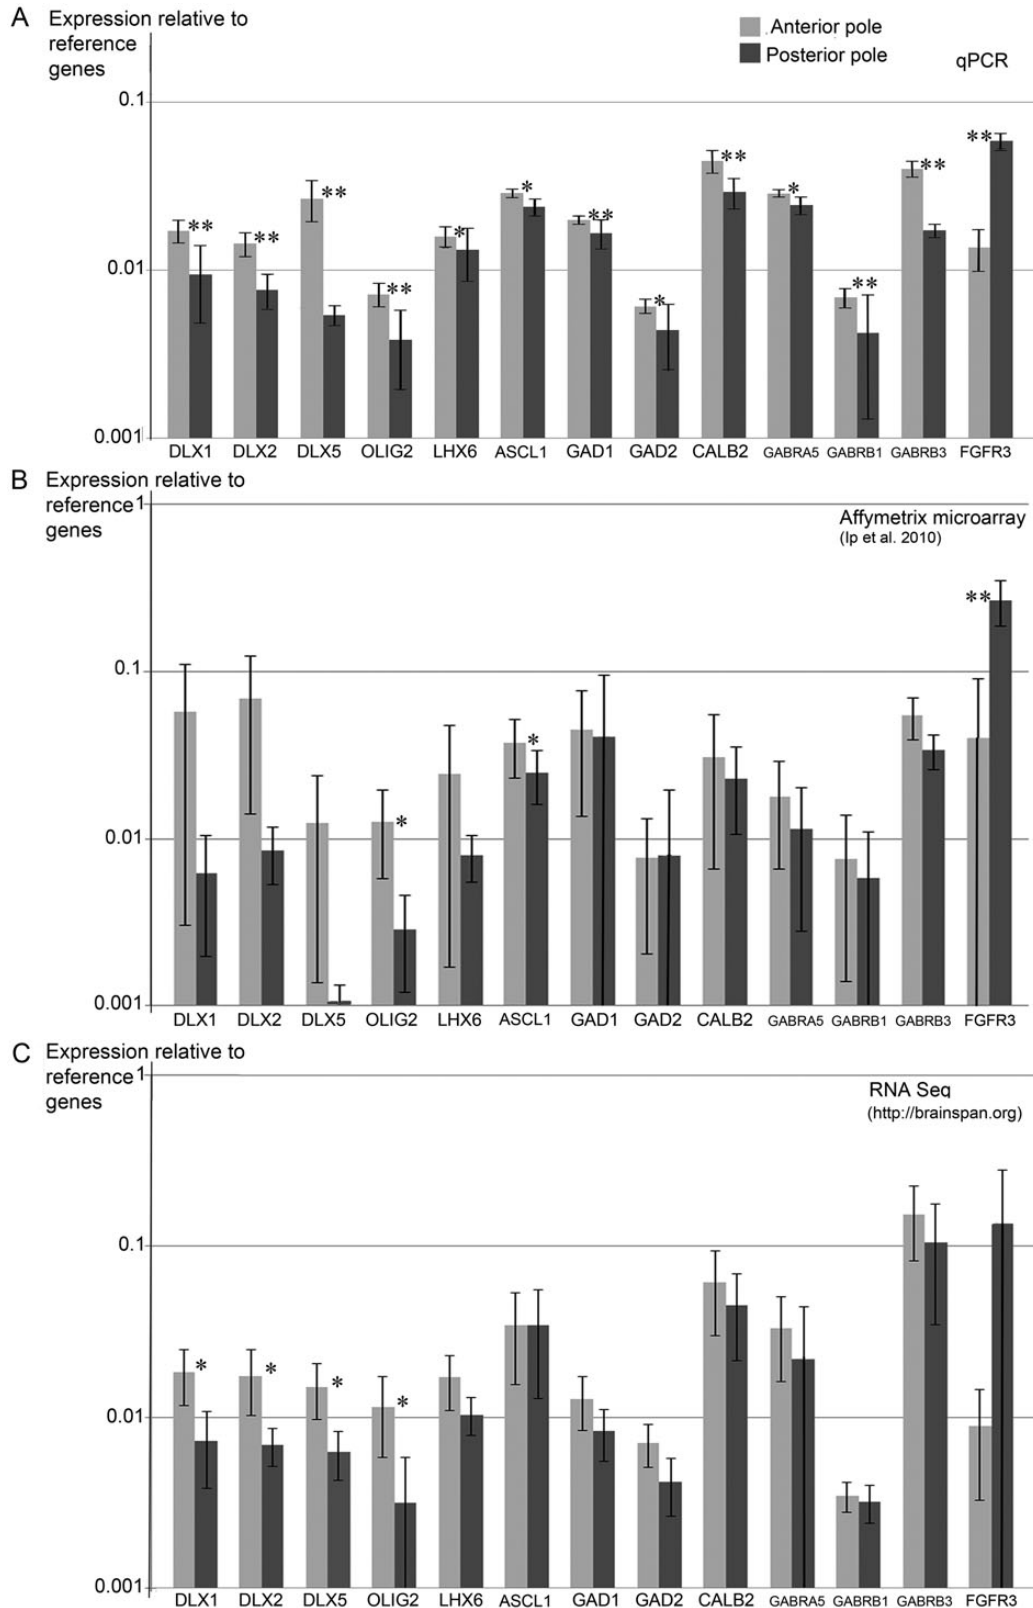 A Expression relative to
reference
genes
Anterior pole
Posterior pole
qPCR
0.1
0.01
0.001
** ** ** ** * * ** * ** * ** ** **
DLX1 DLX2 DLX5 OLIG2 LHX6 ASCL1 GAD1 GAD2 CALB2 GABRA5 GABRB1 GABRB3 FGFR3
B Expression relative to
reference 1
genes
Affymetrix microarray
(Ip et al. 2010)
0.1
0.01
0.001
* * **
DLX1 DLX2 DLX5 OLIG2 LHX6 ASCL1 GAD1 GAD2 CALB2 GABRA5 GABRB1 GABRB3 FGFR3
C Expression relative to
reference 1
genes
RNA Seq
(http://brainspan.org)
0.1
0.01
0.001
* * * *
DLX1 DLX2 DLX5 OLIG2 LHX6 ASCL1 GAD1 GAD2 CALB2 GABRA5 GABRB1 GABRB3 FGFR3